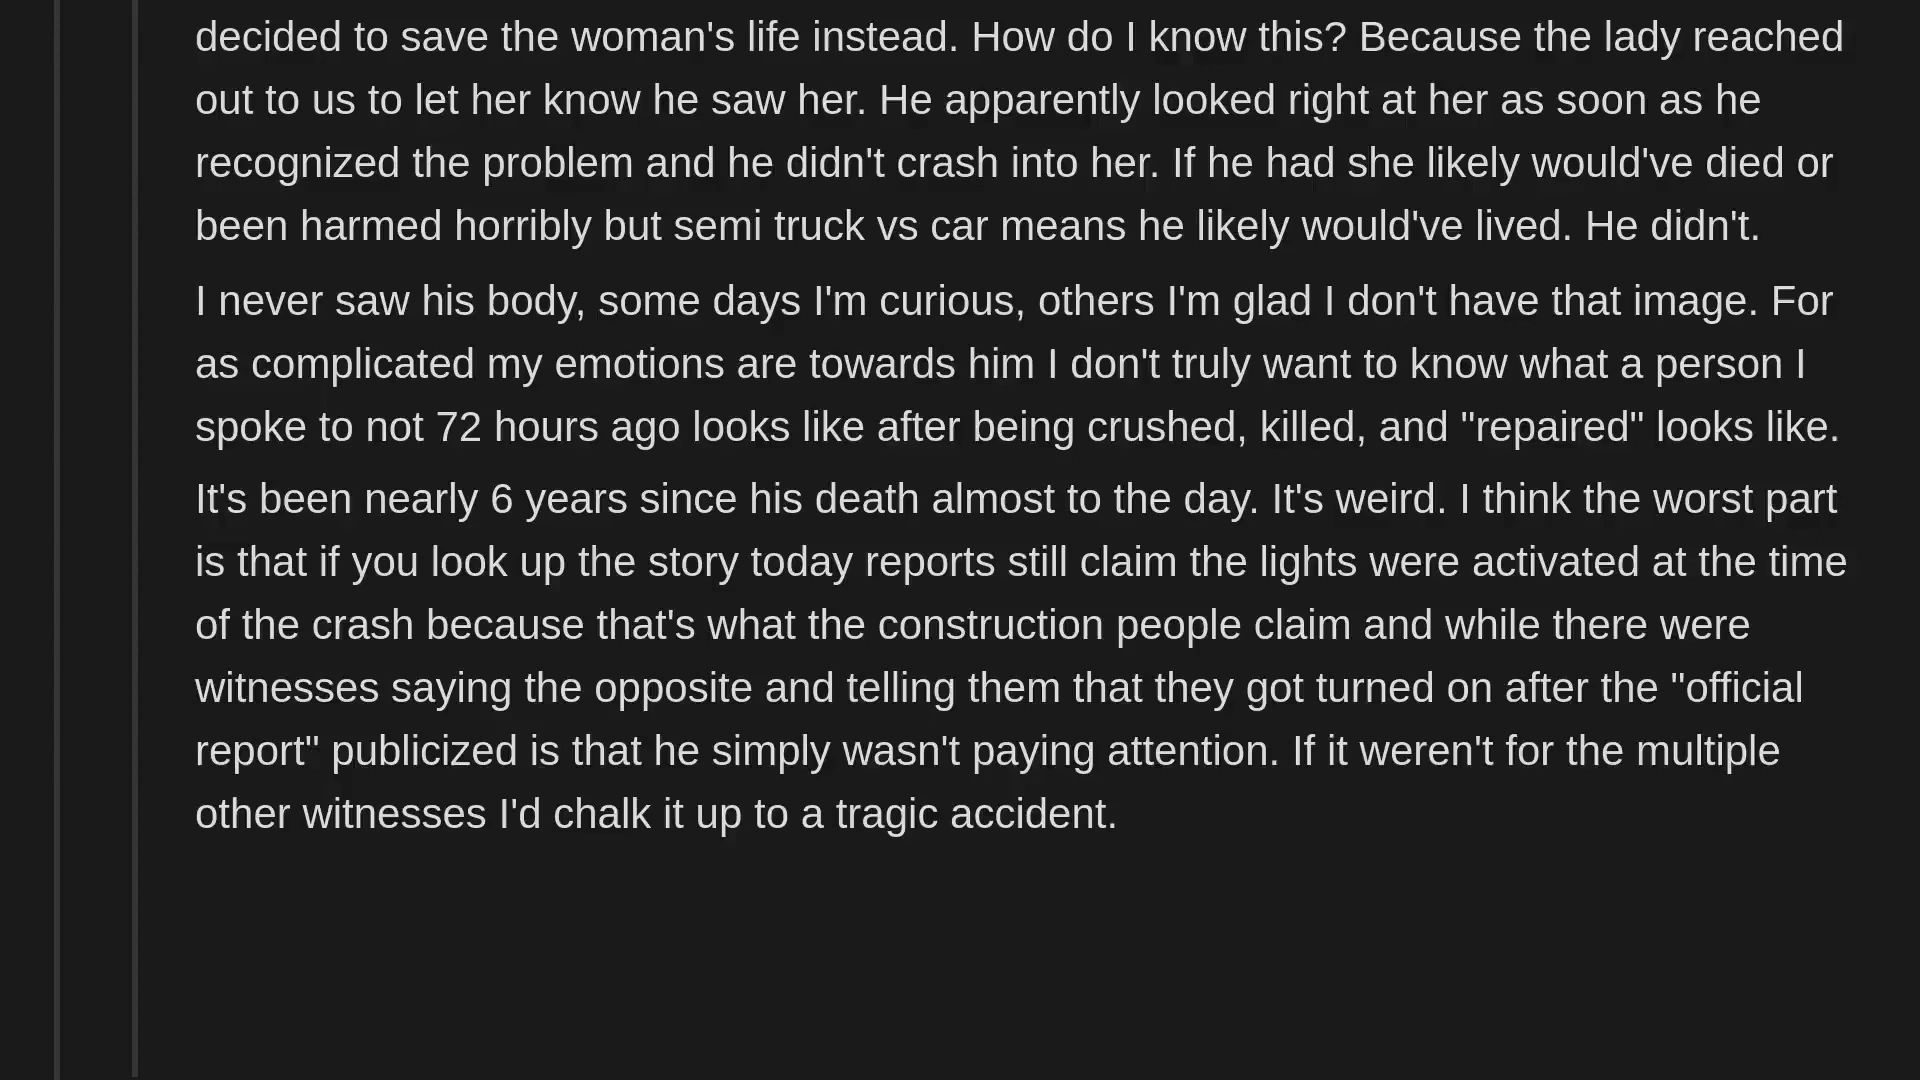 decided to save the woman's life instead. How do I know this? Because the lady reached
out to us to let her know he saw her. He apparently looked right at her as soon as he
recognized the problem and he didn't crash into her. If he had she likely would've died or
been harmed horribly but semi truck vs car means he likely would've lived. He didn't.
I never saw his body, some days I'm curious, others I'm glad I don't have that image. For
as complicated my emotions are towards him I don't truly want to know what a person I
spoke to not 72 hours ago looks like after being crushed, killed, and "repaired" looks like.
It's been nearly 6 years since his death almost to the day. It's weird. I think the worst part
is that if you look up the story today reports still claim the lights were activated at the time
of the crash because that's what the construction people claim and while there were
witnesses saying the opposite and telling them that they got turned on after the "official
report" publicized is that he simply wasn't paying attention. If it weren't for the multiple
other witnesses I'd chalk it up to a tragic accident.